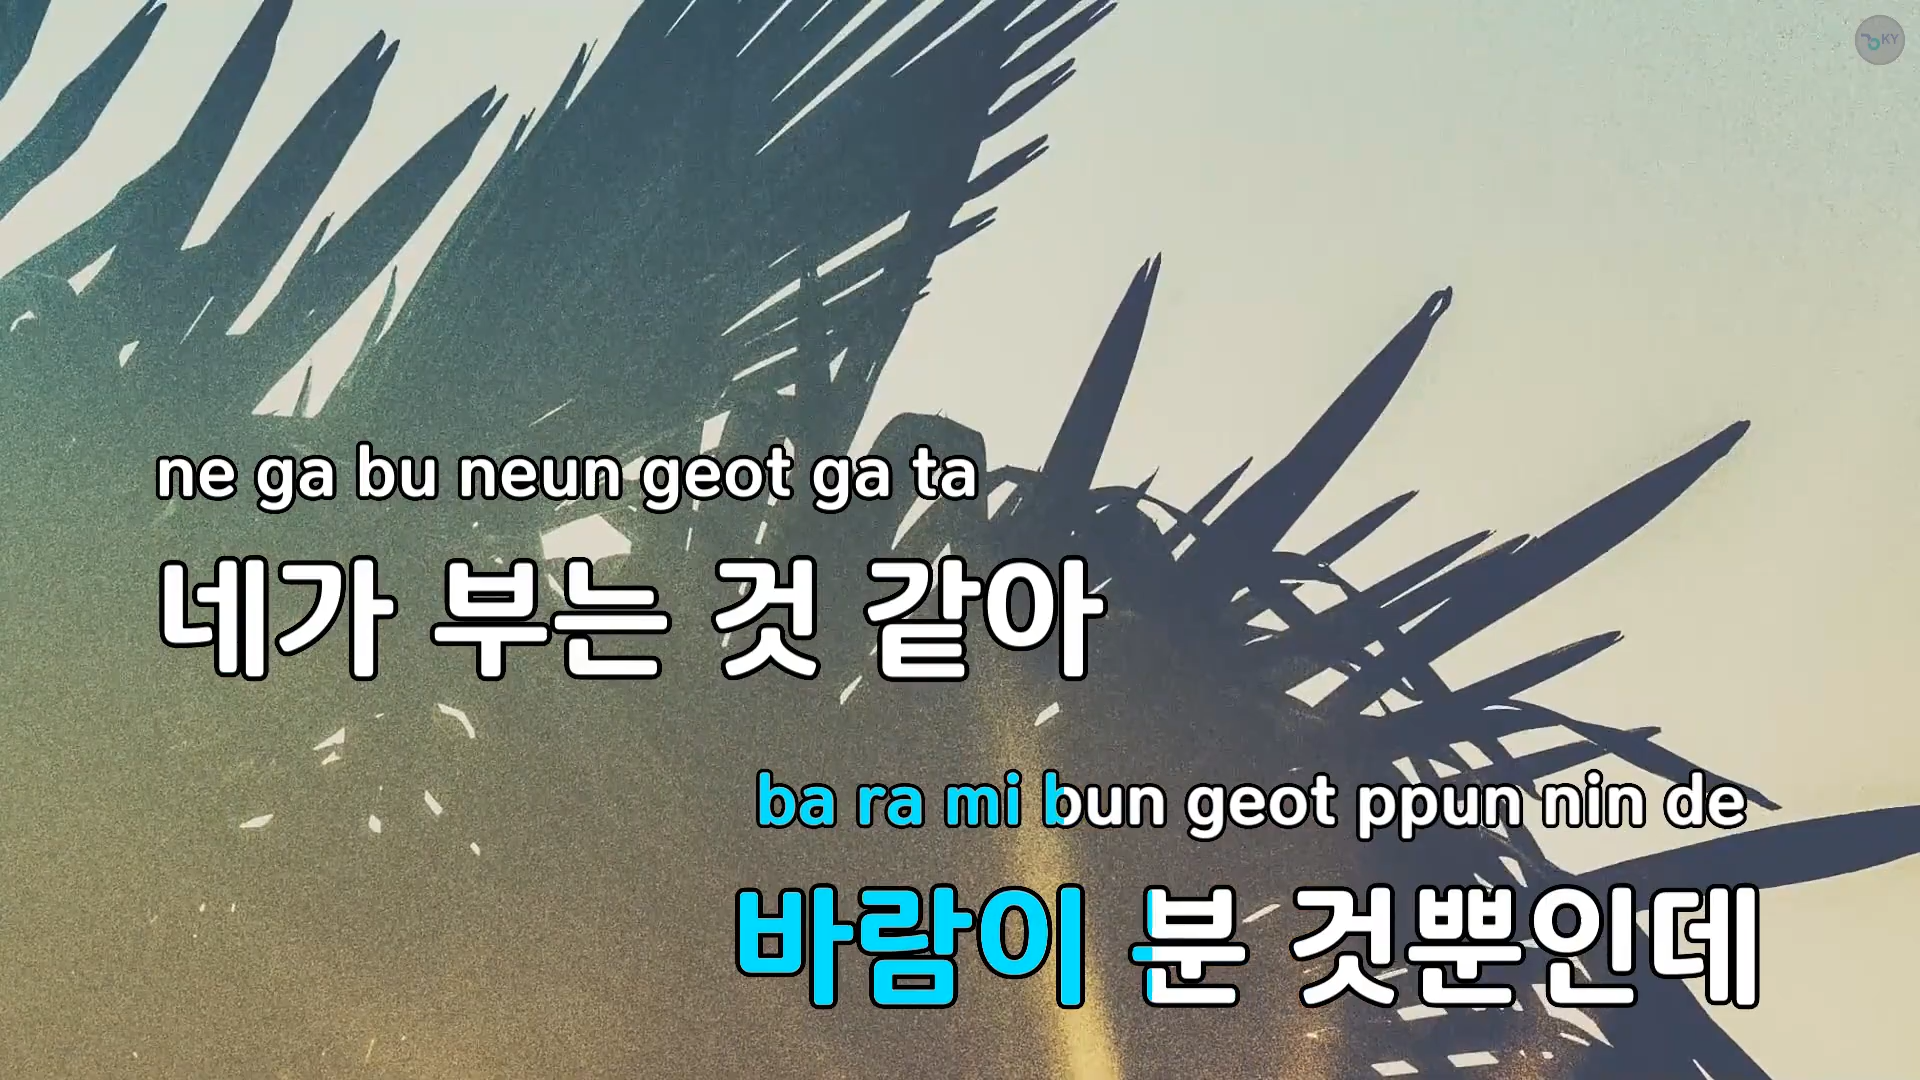 KY
ne ga bu neun geot ga ta
네가 부는 것 같아
ba ra mi bun geot ppun nin de
바람이 분 것뿐인데